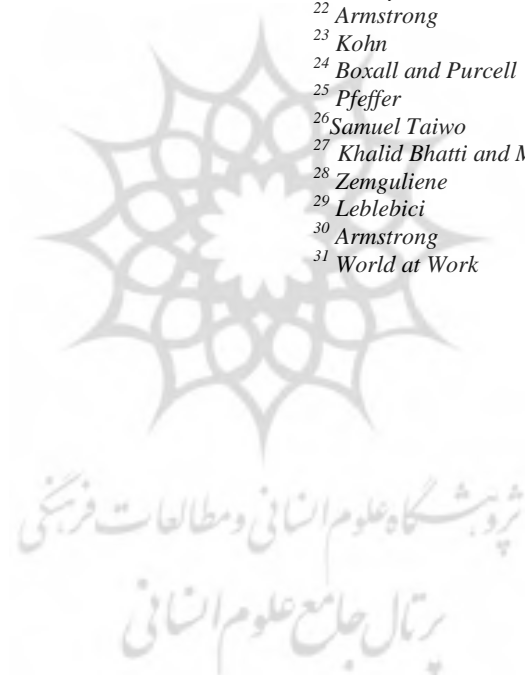 22 Armstrong
23 Kohn
24 Boxall and Purcell
25 Pfeffer
26 Samuel Taiwo
27 Khalid Bhatti and
28 Zemguliene
29 Leblebici
30 Armstrong
31 World at Work
پژوهشگاه علوم انسانی و مطالعات فرهنگی
پرتال جامع علوم انسانی